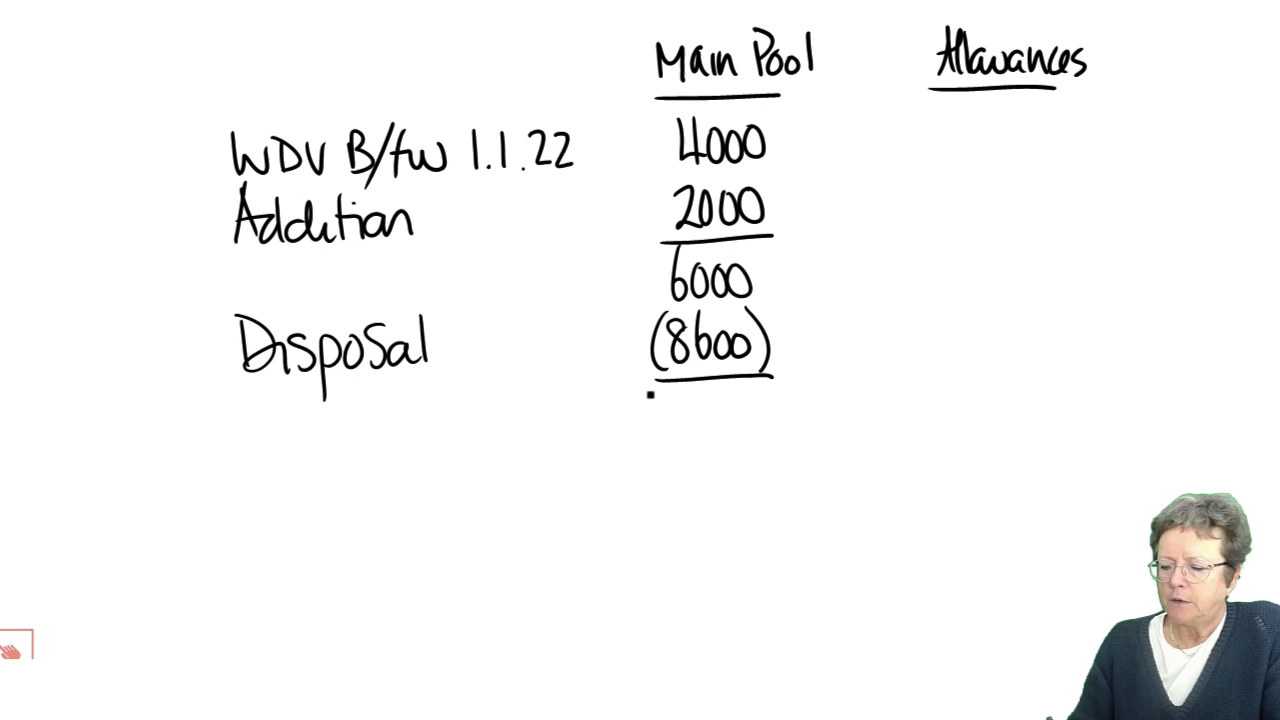 Main Pool Allowances
WDV B/fw 1.1.22 4000
Addition 2000
6000
Disposal (8600)